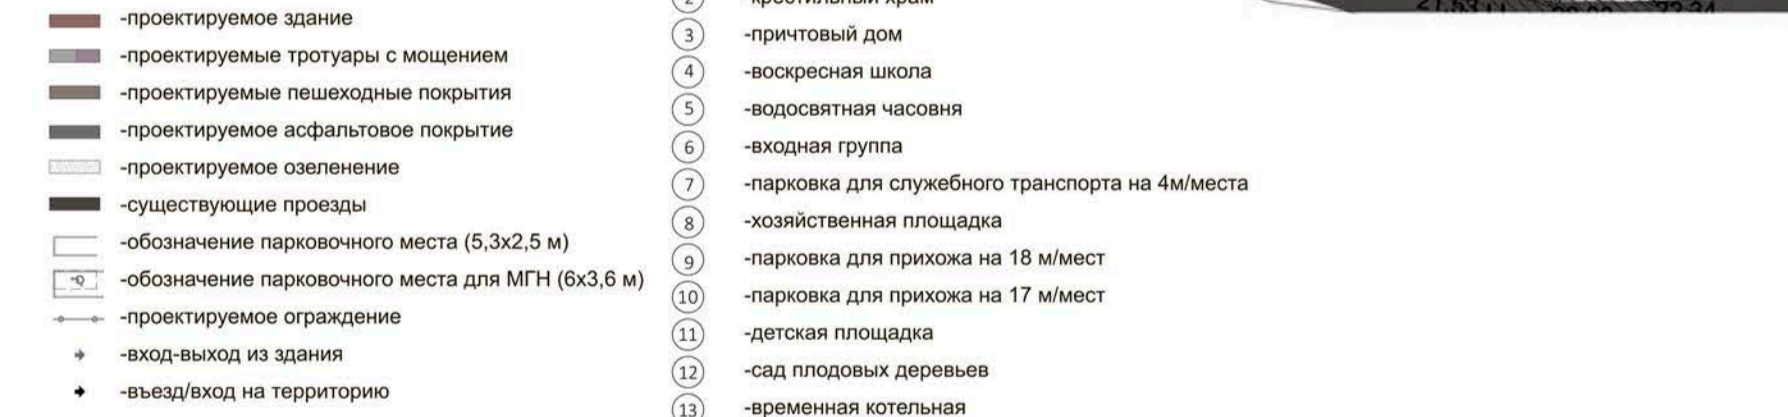 -проектируемое здание
-проектируемые тротуары с мощением
-проектируемые пешеходные покрытия
-проектируемое асфальтовое покрытие
-проектируемое озеленение
-существующие проезды
-обозначение парковочного места (5,3х2,5 м)
-обозначение парковочного места для МГН (6х3,6 м)
-проектируемое ограждение
-вход-выход из здания
-въезд/вход на территорию
2 -крестильный храм
3 -причтовый дом
4 -воскресная школа
5 -водосвятная часовня
6 -входная группа
7 -парковка для служебного транспорта на 4м/места
8 -хозяйственная площадка
9 -парковка для прихожа на 18 м/мест
10 -парковка для прихожа на 17 м/мест
11 -детская площадка
12 -сад плодовых деревьев
13 -временная котельная